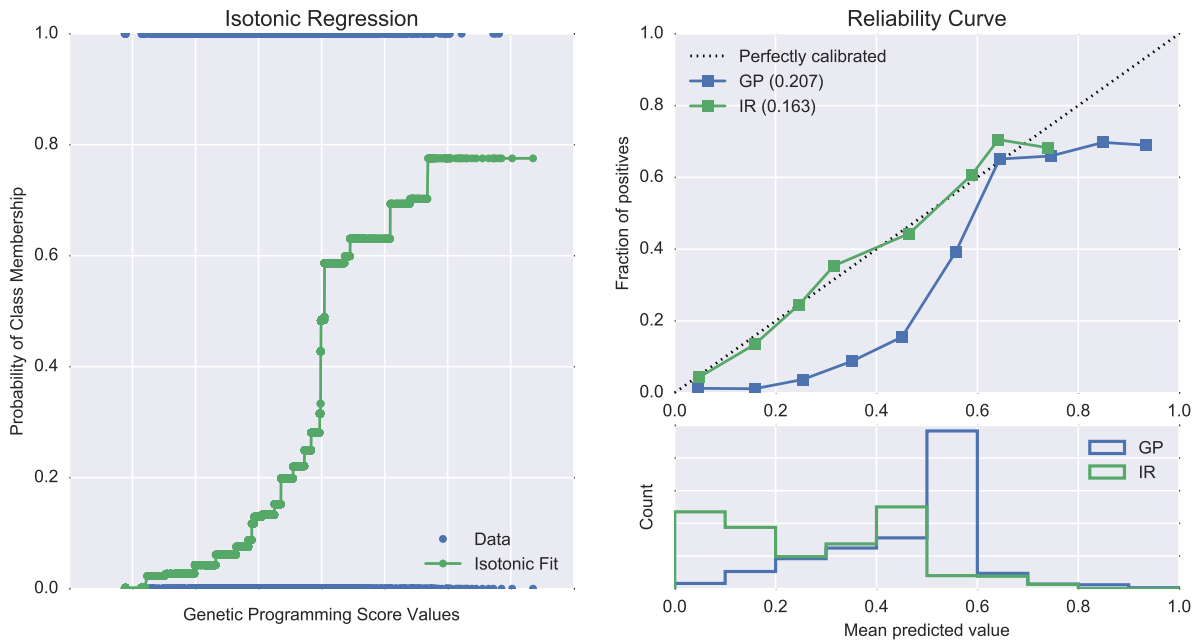 Isotonic Regression
1.0
0.8
0.6
0.4
0.2
0.0
Probability of Class Membership
Data
Isotonic Fit
Genetic Programming Score Values
Reliability Curve
1.0
0.8
0.6
0.4
0.2
0.0
Fraction of positives
Perfectly calibrated
GP (0.207)
IR (0.163)
0.0 0.2 0.4 0.6 0.8 1.0
Count
GP
IR
0.0 0.2 0.4 0.6 0.8 1.0
Mean predicted value